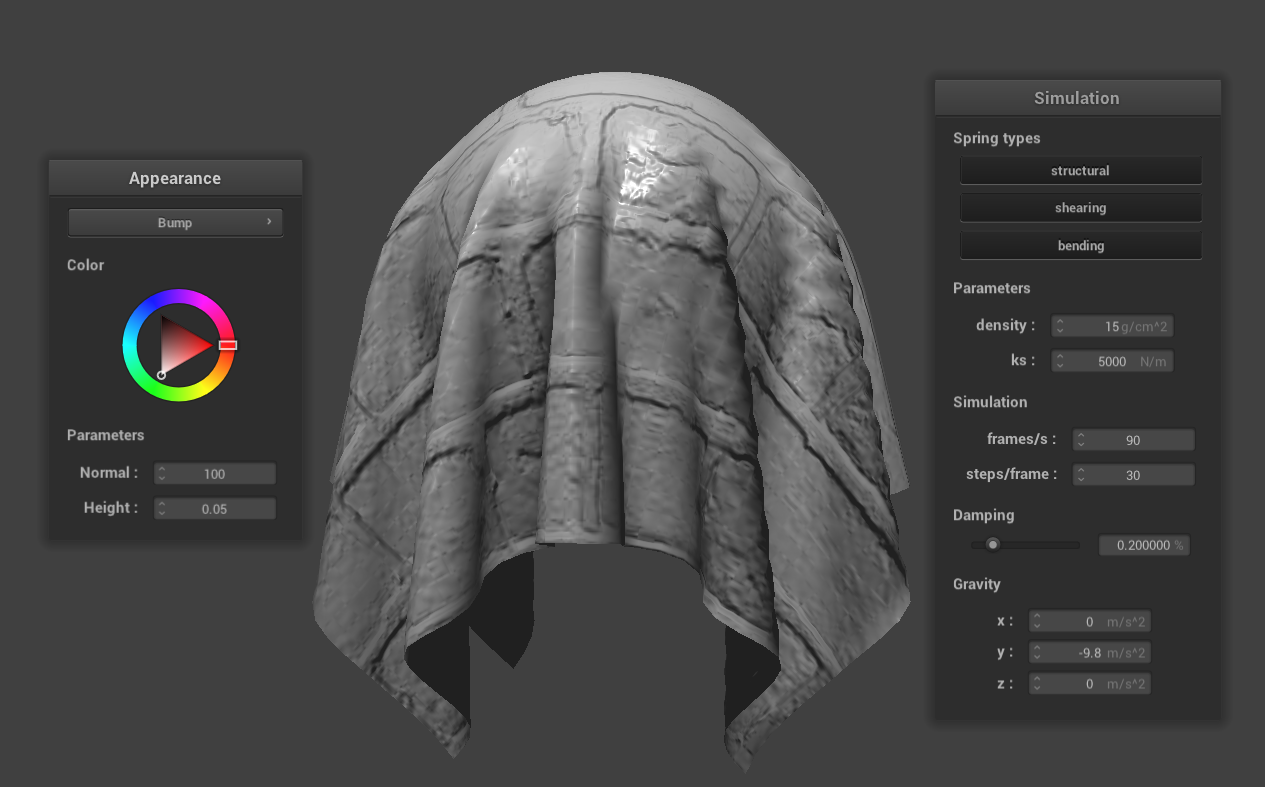 Appearance
Bump
Color
Parameters
Normal : 100
Height : 0.05
Simulation
Spring types
structural
shearing
bending
Parameters
density : 15 g/cm^2
ks : 5000 N/m
Simulation
frames/s : 90
steps/frame : 30
Damping
0.200000 %
Gravity
x : 0 m/s^2
y : -9.8 m/s^2
z : 0 m/s^2